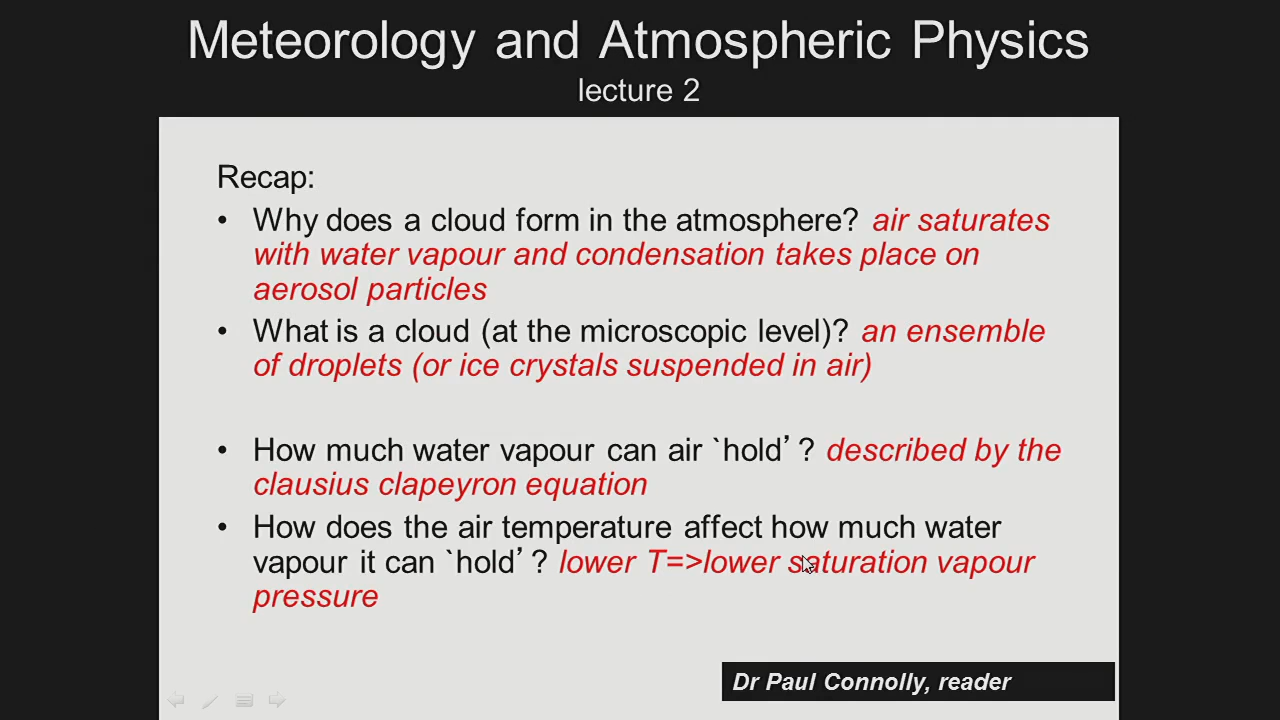 Meteorology and Atmospheric Physics
lecture 2
Recap:
• Why does a cloud form in the atmosphere? air saturates
with water vapour and condensation takes place on
aerosol particles
• What is a cloud (at the microscopic level)? an ensemble
of droplets (or ice crystals suspended in air)
• How much water vapour can air `hold’ ? described by the
clausius clapeyron equation
• How does the air temperature affect how much water
vapour it can `hold’ ? lower T=>lower saturation vapour
pressure
Dr Paul Connolly, reader